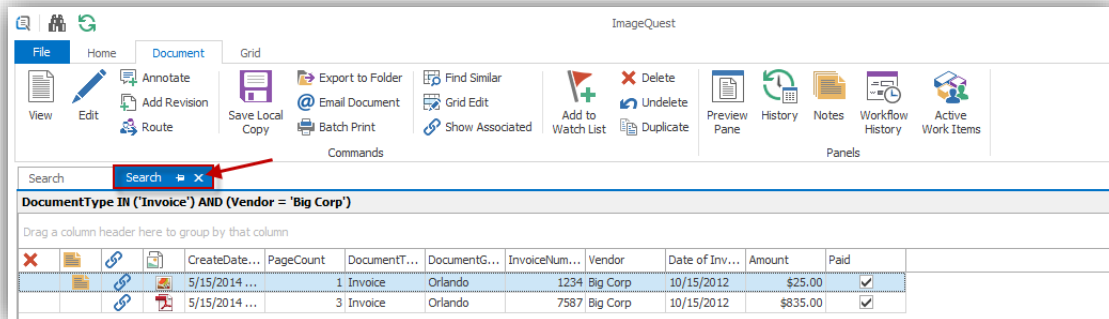 ImageQuest
File Home Document Grid
View
Edit
Annotate
Add Revision
Route
Save Local
Copy
Export to Folder
Email Document
Batch Print
Find Similar
Grid Edit
Show Associated
Add to
Watch List
Delete
Undelete
Duplicate
Commands
Preview
Pane
History
Notes
Workflow
History
Active
Work Items
Panels
Search Search
DocumentType IN ('Invoice') AND (Vendor = 'Big Corp')
Drag a column header here to group by that column
CreateDate... PageCount DocumentT... DocumentG... InvoiceNum... Vendor Date of Inv... Amount Paid
5/15/2014 ... 1 Invoice Orlando 1234 Big Corp 10/15/2012 $25.00
5/15/2014 ... 3 Invoice Orlando 7587 Big Corp 10/15/2012 $835.00